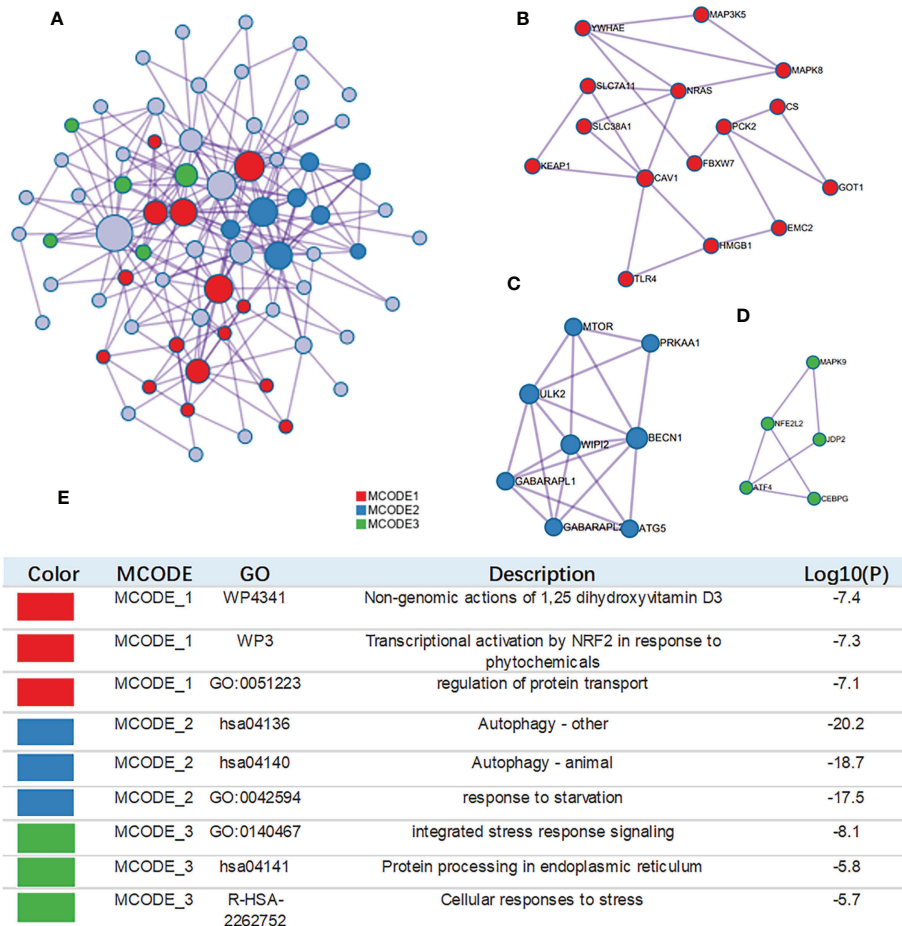 A
B
YWHAE
MAP3K5
MAPK8
SLC7A11
NRAS
CS
SLC38A1
PCK2
KEAP1
FBXW7
CAV1
GOT1
EMC2
HMGB1
TLR4
C
MTOR
PRKAA1
ULK2
WIPI2
BECN1
GABARAPL1
GABARAPL2
ATG5
D
MAPK9
NFE2L2
JDP2
ATF4
CEBPG
E
MCODE1
MCODE2
MCODE3
Color MCODE GO Description Log10(P)
MCODE_1 WP4341 Non-genomic actions of 1,25 dihydroxyvitamin D3 -7.4
MCODE_1 WP3 Transcriptional activation by NRF2 in response to phytochemicals -7.3
MCODE_1 GO:0051223 regulation of protein transport -7.1
MCODE_2 hsa04136 Autophagy - other -20.2
MCODE_2 hsa04140 Autophagy - animal -18.7
MCODE_2 GO:0042594 response to starvation -17.5
MCODE_3 GO:0140467 integrated stress response signaling -8.1
MCODE_3 hsa04141 Protein processing in endoplasmic reticulum -5.8
MCODE_3 R-HSA-2262752 Cellular responses to stress -5.7